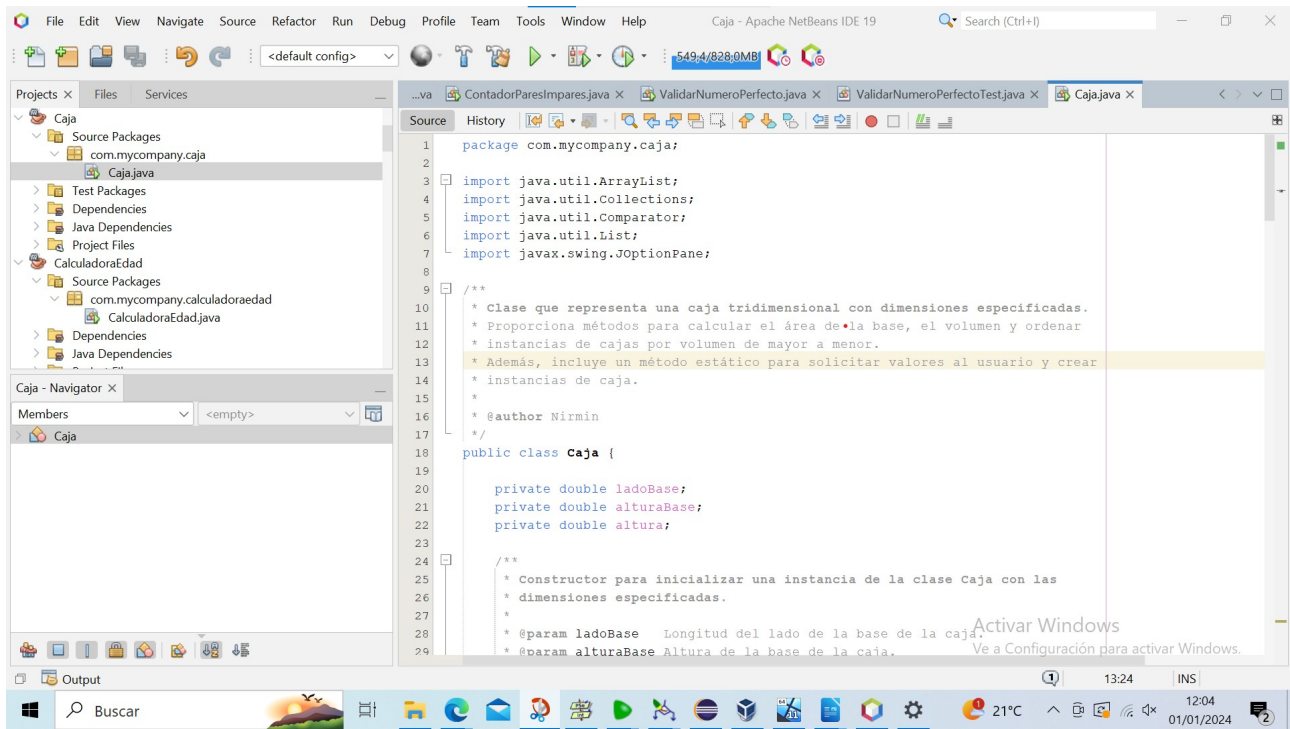 File Edit View Navigate Source Refactor Run Debug Profile Team Tools Window Help Caja - Apache NetBeans IDE 19 Search (Ctrl+I)
<default config> 549,4/828,0MB
Projects Files Services
Caja
Source Packages
com.mycompany.caja
Caja.java
Test Packages
Dependencies
Java Dependencies
Project Files
CalculadoraEdad
Source Packages
com.mycompany.calculadoraedad
CalculadoraEdad.java
Dependencies
Java Dependencies
Caja - Navigator
Members <empty>
Caja
...va ContadorParesImpares.java ValidarNumeroPerfecto.java ValidarNumeroPerfectoTest.java Caja.java
Source History
1 package com.mycompany.caja;
2
3 import java.util.ArrayList;
4 import java.util.Collections;
5 import java.util.Comparator;
6 import java.util.List;
7 import javax.swing.JOptionPane;
8
9 /**
10 * Clase que representa una caja tridimensional con dimensiones especificadas.
11 * Proporciona métodos para calcular el área de la base, el volumen y ordenar
12 * instancias de cajas por volumen de mayor a menor.
13 * Además, incluye un método estático para solicitar valores al usuario y crear
14 * instancias de caja.
15 *
16 * @author Nirmin
17 */
18 public class Caja {
19
20 private double ladoBase;
21 private double alturaBase;
22 private double altura;
23
24 /**
25 * Constructor para inicializar una instancia de la clase Caja con las
26 * dimensiones especificadas.
27 *
28 * @param ladoBase Longitud del lado de la base de la caja.
29 * @param alturaBase Altura de la base de la caja.
Activar Windows
Ve a Configuración para activar Windows.
Output 1 13:24 INS
Buscar 21°C 12:04
01/01/2024 2